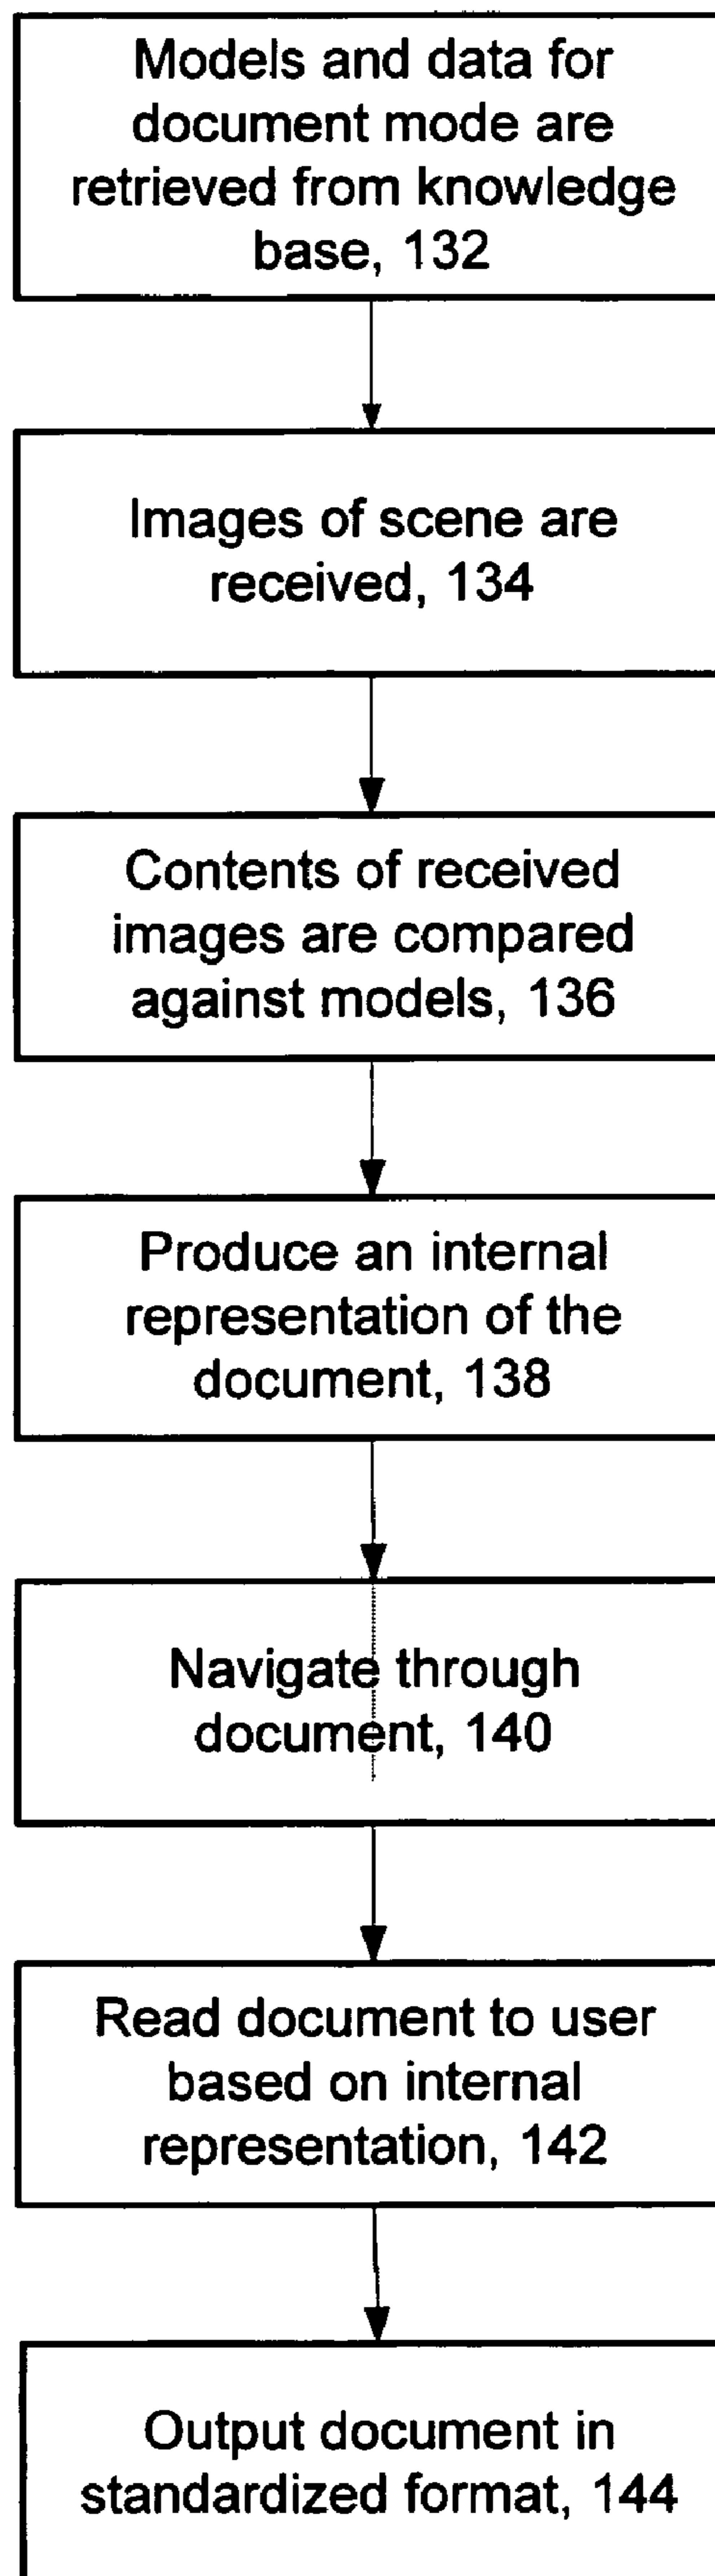 Models and data for
document mode are
retrieved from knowledge
base, 132
Images of scene are
received, 134
Contents of received
images are compared
against models, 136
Produce an internal
representation of the
document, 138
Navigate through
document, 140
Read document to user
based on internal
representation, 142
Output document in
standardized format, 144